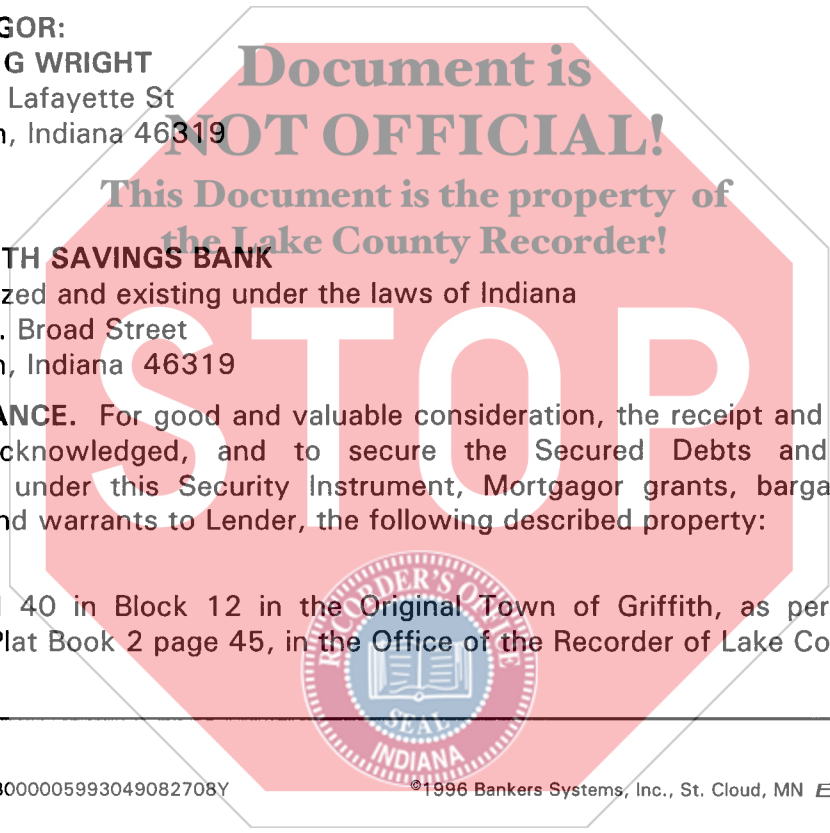 GOR:
G WRIGHT
Lafayette St
n, Indiana 46319
Document is
NOT OFFICIAL!
This Document is the property of
the Lake County Recorder!
TH SAVINGS BANK
zed and existing under the laws of Indiana
. Broad Street
n, Indiana 46319
STOP
ANCE. For good and valuable consideration, the receipt and
cknowledged, and to secure the Secured Debts and
under this Security Instrument, Mortgagor grants, barga
nd warrants to Lender, the following described property:
40 in Block 12 in the Original Town of Griffith, as per
Plat Book 2 page 45, in the Office of the Recorder of Lake Co
RECORDER'S OFFICE
SEAL
INDIANA
3000005993049082708Y
©1996 Bankers Systems, Inc., St. Cloud, MN E